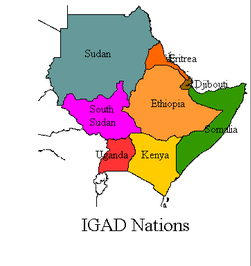 Sudan
Eritrea
Djibouti
South
Sudan
Ethiopia
Somalia
Uganda
Kenya
IGAD Nations